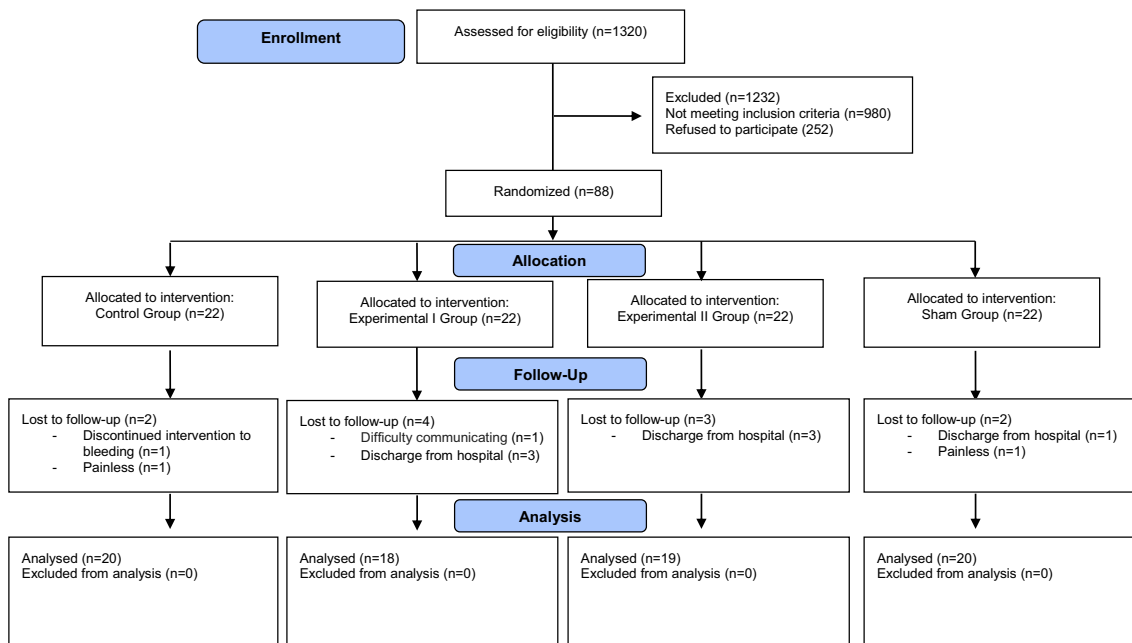 Enrollment
Assessed for eligibility (n=1320)
Excluded (n=1232)
Not meeting inclusion criteria (n=980)
Refused to participate (252)
Randomized (n=88)
Allocation
Allocated to intervention:
Control Group (n=22)
Allocated to intervention:
Experimental I Group (n=22)
Allocated to intervention:
Experimental II Group (n=22)
Allocated to intervention:
Sham Group (n=22)
Follow-Up
Lost to follow-up (n=2)
- Discontinued intervention to
bleeding (n=1)
- Painless (n=1)
Lost to follow-up (n=4)
- Difficulty communicating (n=1)
- Discharge from hospital (n=3)
Lost to follow-up (n=3)
- Discharge from hospital (n=3)
Lost to follow-up (n=2)
- Discharge from hospital (n=1)
- Painless (n=1)
Analysis
Analysed (n=20)
Excluded from analysis (n=0)
Analysed (n=18)
Excluded from analysis (n=0)
Analysed (n=19)
Excluded from analysis (n=0)
Analysed (n=20)
Excluded from analysis (n=0)